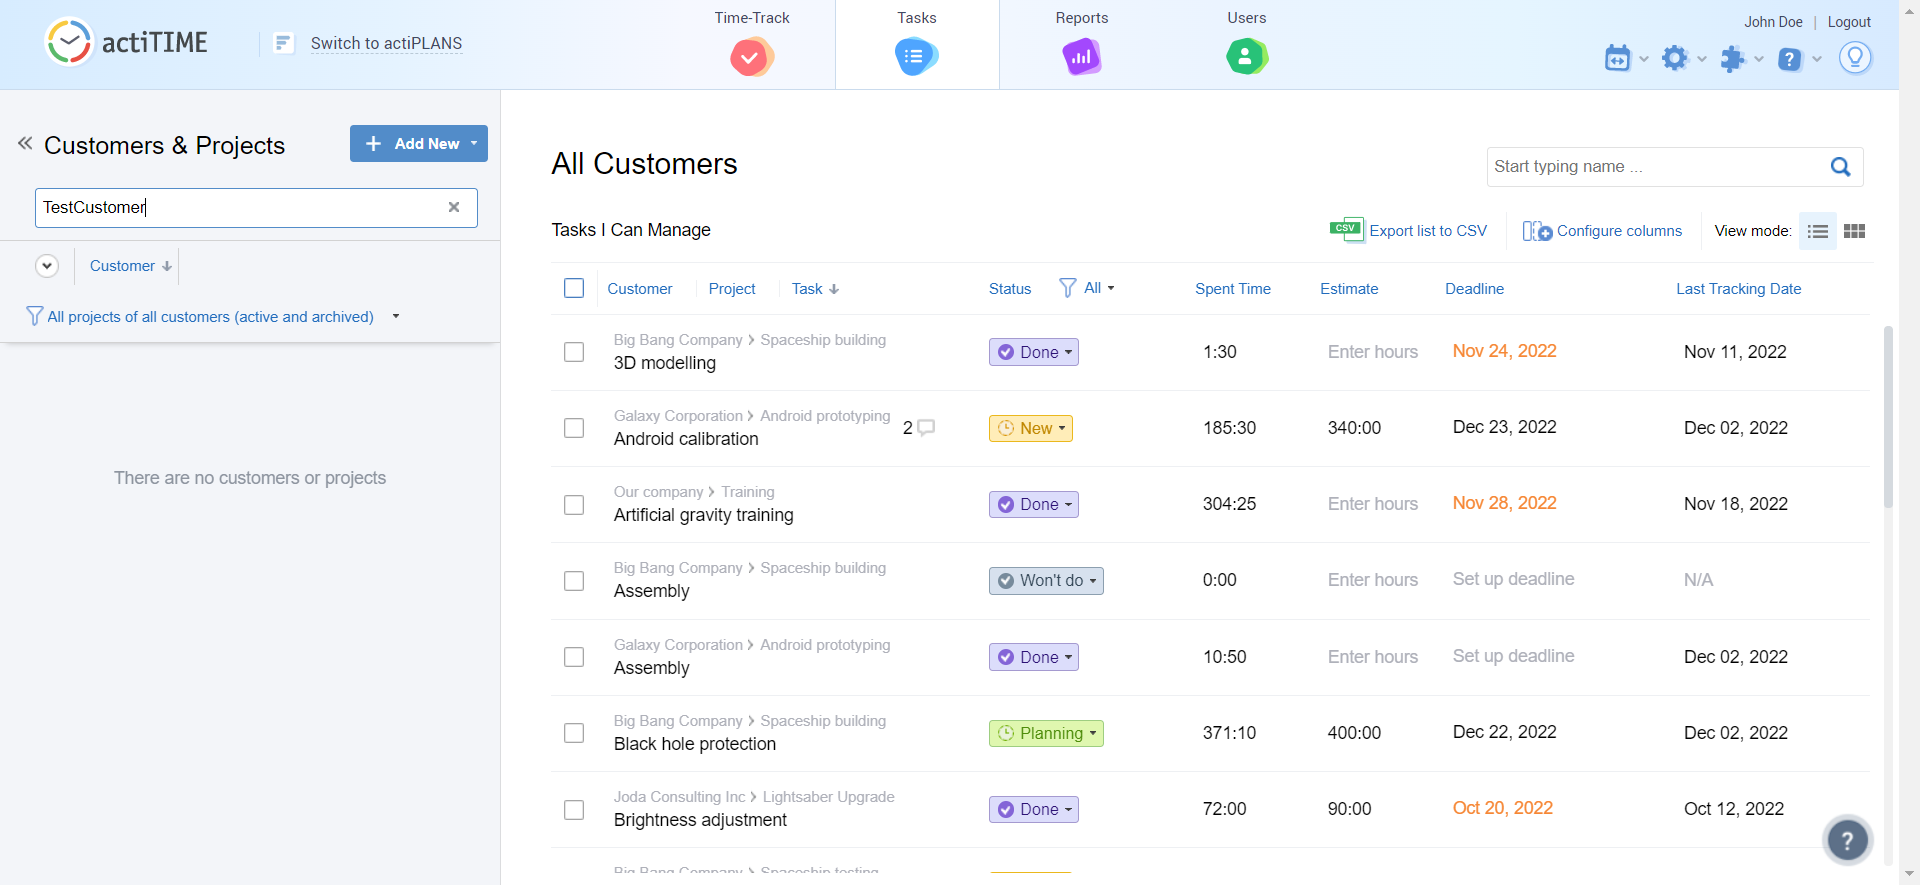 actiTIME
Switch to actiPLANS
Time-Track
Tasks
Reports
Users
John Doe | Logout
Customers & Projects
Add New
TestCustomer
Customer
All projects of all customers (active and archived)
There are no customers or projects
All Customers
Start typing name ...
Tasks I Can Manage
CSV Export list to CSV
Configure columns
View mode:
Customer Project Task Status All Spent Time Estimate Deadline Last Tracking Date
Big Bang Company > Spaceship building
3D modelling Done 1:30 Enter hours Nov 24, 2022 Nov 11, 2022
Galaxy Corporation > Android prototyping
Android calibration 2 New 185:30 340:00 Dec 23, 2022 Dec 02, 2022
Our company > Training
Artificial gravity training Done 304:25 Enter hours Nov 28, 2022 Nov 18, 2022
Big Bang Company > Spaceship building
Assembly Won't do 0:00 Enter hours Set up deadline N/A
Galaxy Corporation > Android prototyping
Assembly Done 10:50 Enter hours Set up deadline Dec 02, 2022
Big Bang Company > Spaceship building
Black hole protection Planning 371:10 400:00 Dec 22, 2022 Dec 02, 2022
Joda Consulting Inc > Lightsaber Upgrade
Brightness adjustment Done 72:00 90:00 Oct 20, 2022 Oct 12, 2022
Big Bang Company > Spaceship testing
?